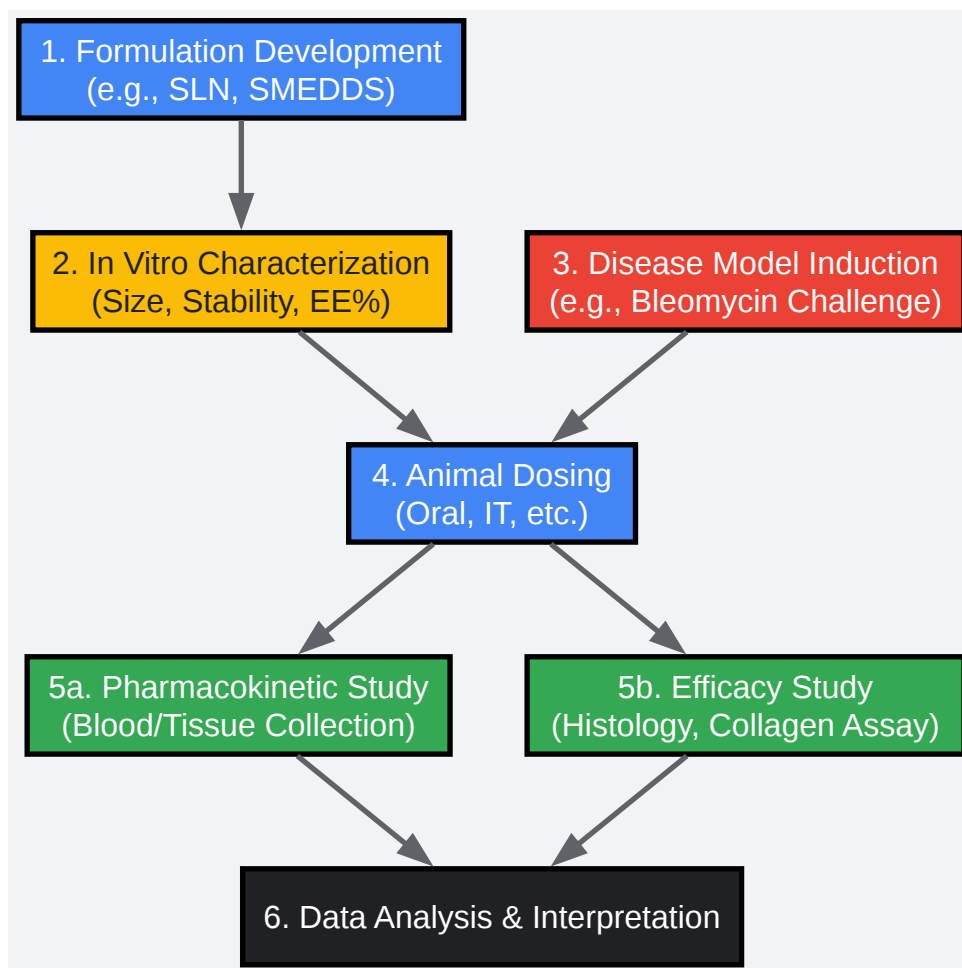 1. Formulation Development
(e.g., SLN, SMEDDS)
2. In Vitro Characterization
(Size, Stability, EE%)
3. Disease Model Induction
(e.g., Bleomycin Challenge)
4. Animal Dosing
(Oral, IT, etc.)
5a. Pharmacokinetic Study
(Blood/Tissue Collection)
5b. Efficacy Study
(Histology, Collagen Assay)
6. Data Analysis & Interpretation